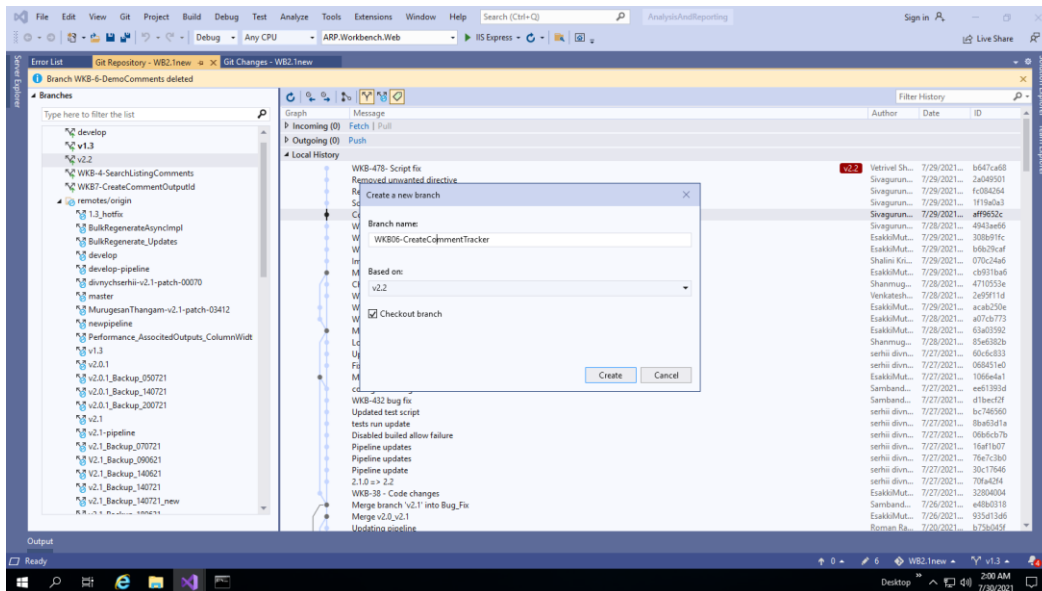 File Edit View Git Project Build Debug Test Analyze Tools Extensions Window Help Search (Ctrl+Q) AnalysisAndReporting Sign in
Debug Any CPU ARP.Workbench.Web IIS Express Live Share
Server Explorer
Error List Git Repository - WB2.1new Git Changes - WB2.1new
Branch WKB-6-DemoComments deleted
Branches
Type here to filter the list
develop
v1.3
v2.2
WKB-4-SearchListingComments
WKB7-CreateCommentOutputId
remotes/origin
1.3_hotfix
BulkRegenerateAsyncImpl
BulkRegenerate_Updates
develop
develop-pipeline
divnychserhii-v2.1-patch-00070
master
MurugesanThangam-v2.1-patch-03412
newpipeline
Performance_AssocitedOutputs_ColumnWidt
v1.3
v2.0.1
v2.0.1_Backup_050721
v2.0.1_Backup_140721
v2.0.1_Backup_200721
v2.1
v2.1-pipeline
v2.1_Backup_070721
V2.1_Backup_090621
V2.1_Backup_140621
v2.1_Backup_140721
v2.1_Backup_140721_new
Filter History
Graph Message Author Date ID
Incoming (0) Fetch | Pull
Outgoing (0) Push
Local History
WKB-478- Script fix v2.2 Vetrivel Sh... 7/29/2021... b647ca68
Removed unwanted directive Sivagurun... 7/29/2021... 2a049501
Re Sivagurun... 7/29/2021... fc084264
Sc Sivagurun... 7/29/2021... 1f19a0a3
Cc Sivagurun... 7/29/2021... aff9652c
W Sivagurun... 7/28/2021... 4943ae66
W EsakkiMut... 7/29/2021... 308b91fc
W EsakkiMut... 7/29/2021... b6b29caf
Im Shalini Kri... 7/29/2021... 070c24a6
M EsakkiMut... 7/29/2021... cb931ba6
Cl Shanmug... 7/28/2021... 4710553e
W Venkatesh... 7/28/2021... 2e95f11d
W EsakkiMut... 7/29/2021... acab250e
W EsakkiMut... 7/28/2021... a07cb773
M EsakkiMut... 7/28/2021... 63a03592
Lo Shanmug... 7/28/2021... 85e6382b
Up serhii divn... 7/27/2021... 60c6c833
Fi serhii divn... 7/27/2021... 068451e0
M EsakkiMut... 7/27/2021... 1066e4a1
Samband... 7/27/2021... ee61393d
WKB-432 bug fix Samband... 7/27/2021... d1becf2f
Updated test script serhii divn... 7/27/2021... bc746560
tests run update serhii divn... 7/27/2021... 8ba63d1a
Disabled builed allow failure serhii divn... 7/27/2021... 06b6cb7b
Pipeline updates serhii divn... 7/27/2021... 16af1b07
Pipeline updates serhii divn... 7/27/2021... 76e7c3b0
Pipeline update serhii divn... 7/27/2021... 30c17646
2.1.0 => 2.2 serhii divn... 7/27/2021... 70fa42f4
WKB-38 - Code changes EsakkiMut... 7/27/2021... 32804004
Merge branch 'v2.1' into Bug_Fix Samband... 7/26/2021... e48b0318
Merge v2.0_v2.1 EsakkiMut... 7/26/2021... 935d13d6
Updating pipeline Roman Ra... 7/20/2021... b75b045f
Create a new branch
Branch name:
WKB06-CreateCommentTracker
Based on:
v2.2
Checkout branch
Create Cancel
Output
Ready 0 6 WB2.1new v1.3
Desktop 2:00 AM
7/30/2021